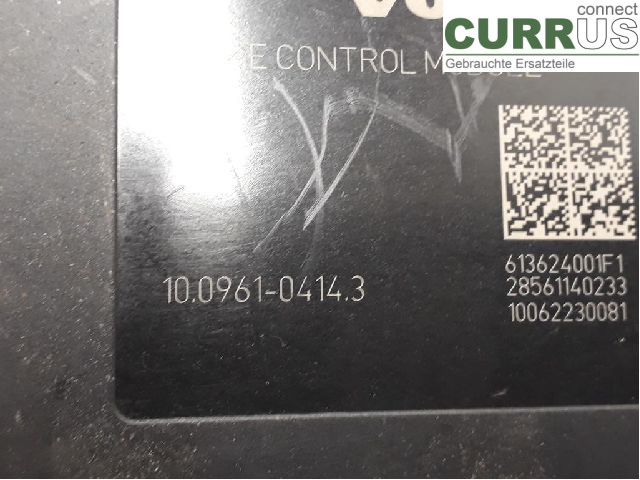 connect
CURRUS
Gebrauchte Ersatzteile
CONTROL
613624001F1
10.0961-0414.3
28561140233
10062230081